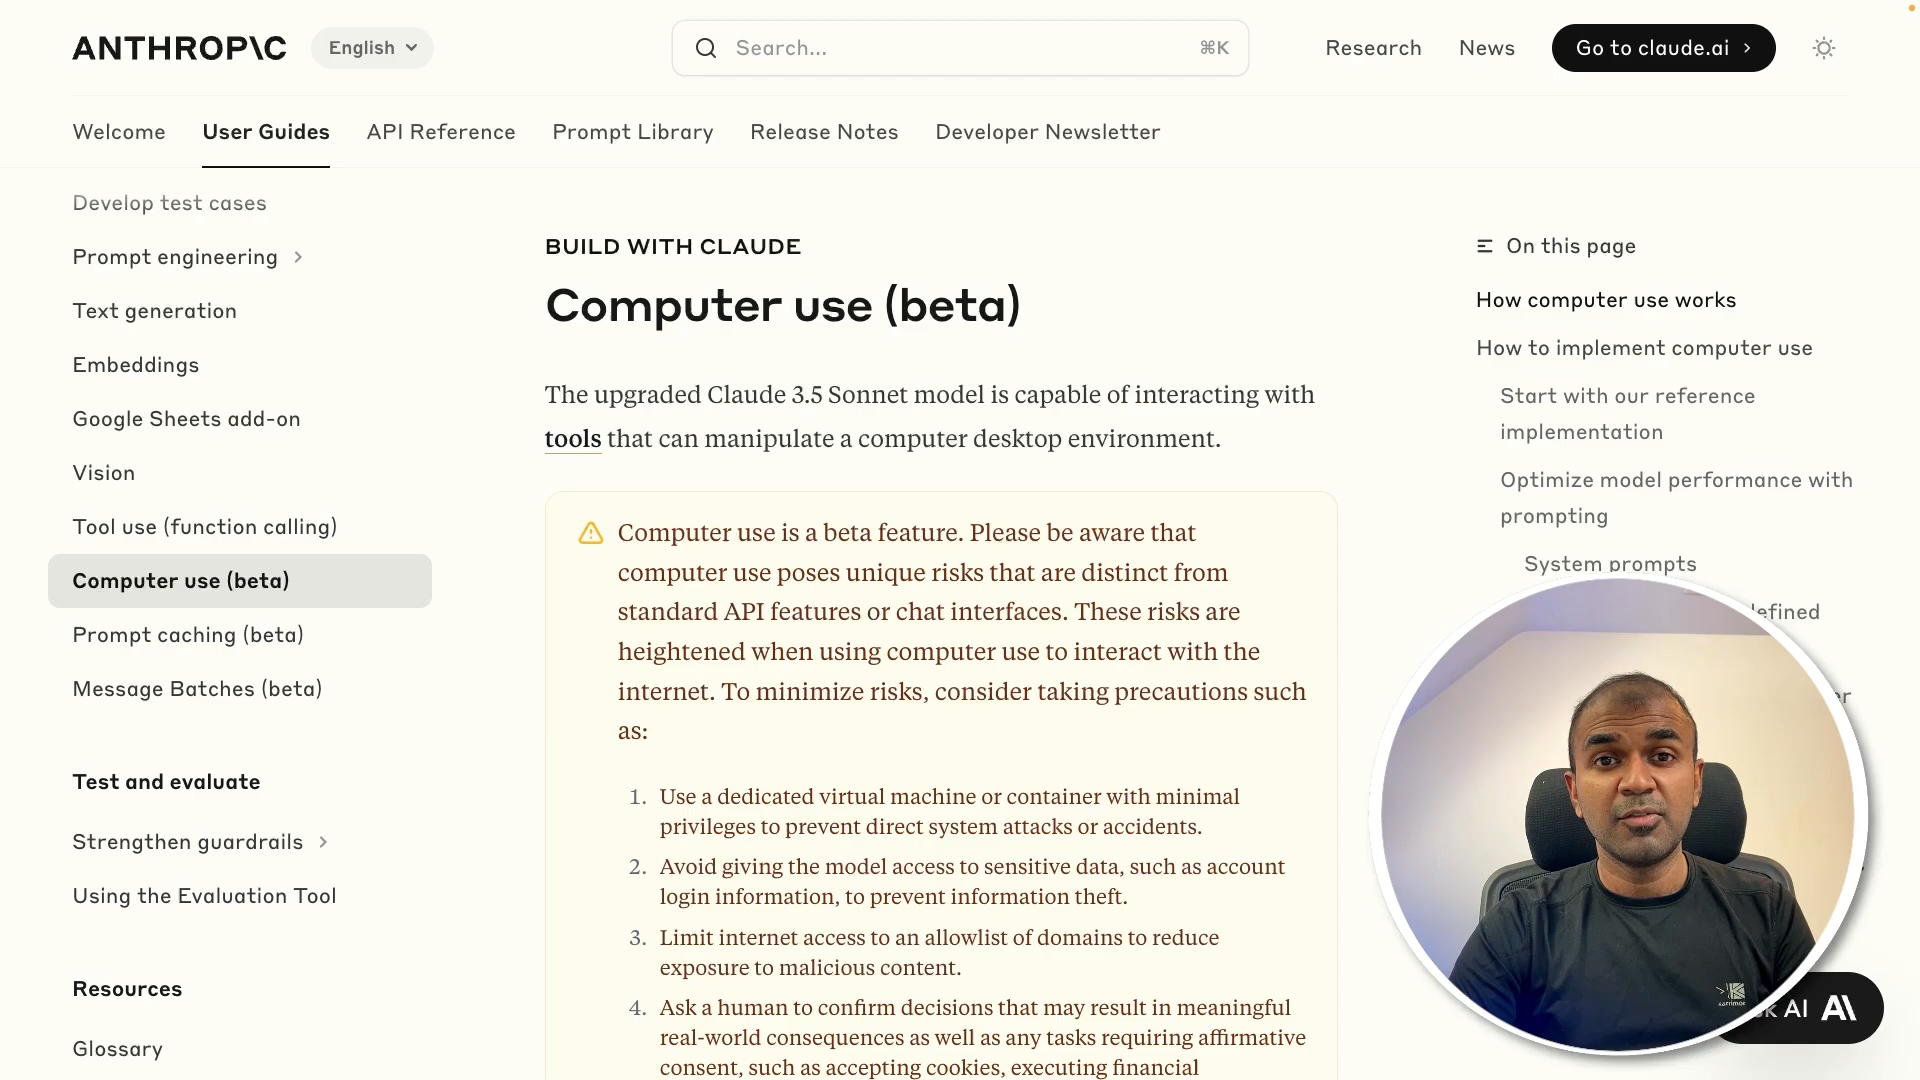 ANTHROP\C
English
Search...
⌘K
Research
News
Go to claude.ai
Welcome
User Guides
API Reference
Prompt Library
Release Notes
Developer Newsletter
Develop test cases
Prompt engineering
Text generation
Embeddings
Google Sheets add-on
Vision
Tool use (function calling)
Computer use (beta)
Prompt caching (beta)
Message Batches (beta)
Test and evaluate
Strengthen guardrails
Using the Evaluation Tool
Resources
Glossary
BUILD WITH CLAUDE
Computer use (beta)
The upgraded Claude 3.5 Sonnet model is capable of interacting with
tools that can manipulate a computer desktop environment.
Computer use is a beta feature. Please be aware that
computer use poses unique risks that are distinct from
standard API features or chat interfaces. These risks are
heightened when using computer use to interact with the
internet. To minimize risks, consider taking precautions such
as:
1. Use a dedicated virtual machine or container with minimal
privileges to prevent direct system attacks or accidents.
2. Avoid giving the model access to sensitive data, such as account
login information, to prevent information theft.
3. Limit internet access to an allowlist of domains to reduce
exposure to malicious content.
4. Ask a human to confirm decisions that may result in meaningful
real-world consequences as well as any tasks requiring affirmative
consent, such as accepting cookies, executing financial
On this page
How computer use works
How to implement computer use
Start with our reference
implementation
Optimize model performance with
prompting
System prompts
AI